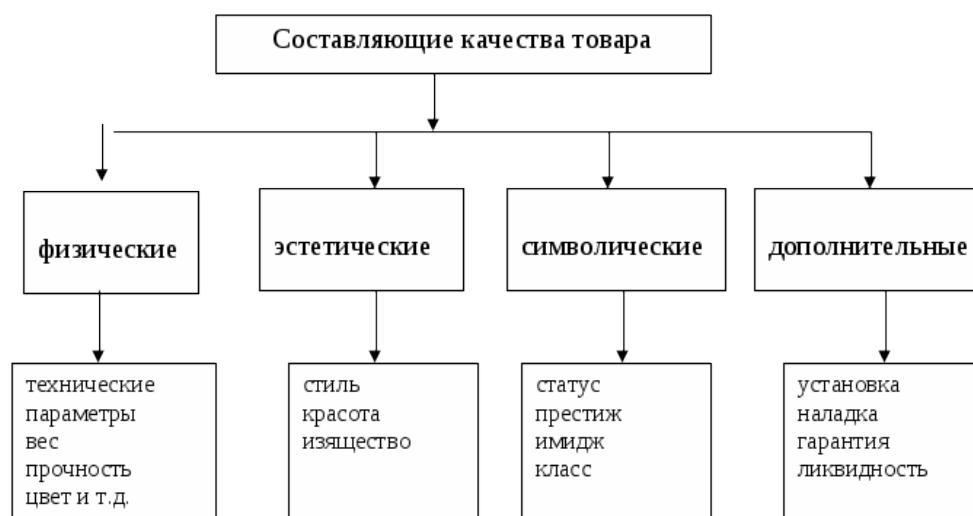 Составляющие качества товара
физические
эстетические
символические
дополнительные
технические
параметры
вес
прочность
цвет и т.д.
стиль
красота
изящество
статус
престиж
имидж
класс
установка
наладка
гарантия
ликвидность